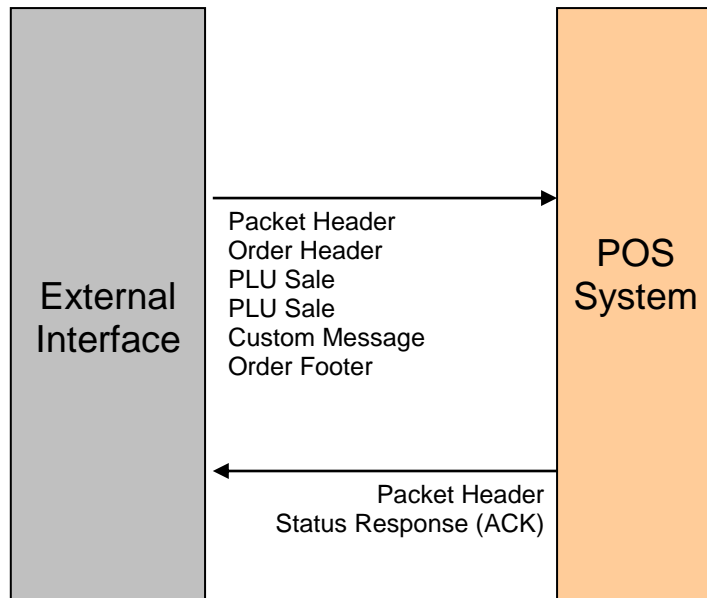 External
Interface
Packet Header
Order Header
PLU Sale
PLU Sale
Custom Message
Order Footer
POS
System
Packet Header
Status Response (ACK)